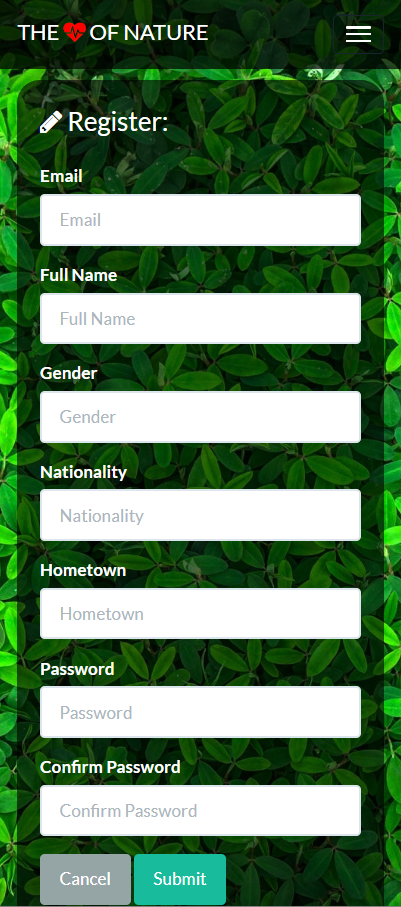 THE OF NATURE
Register:
Email
Email
Full Name
Full Name
Gender
Gender
Nationality
Nationality
Hometown
Hometown
Password
Password
Confirm Password
Confirm Password
Cancel Submit